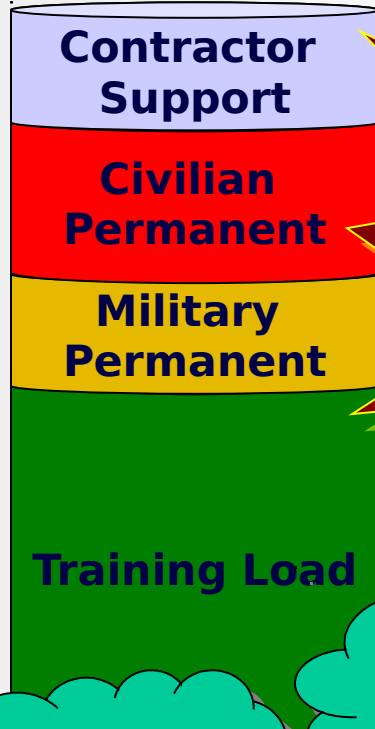 Contractor
Support
Civilian
Permanent
Military
Permanent
Training Load